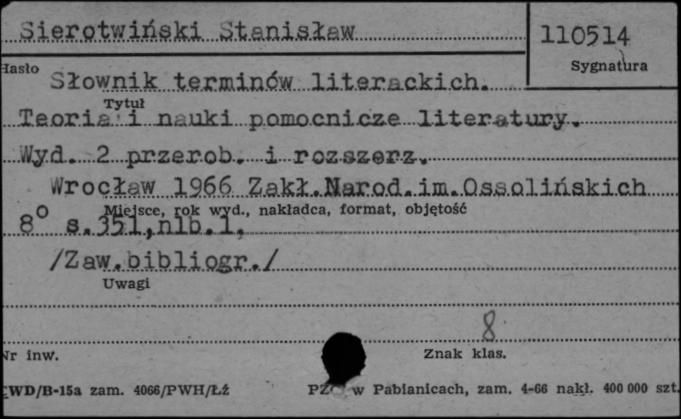 Sierotwiński Stanisław
110514
Hasło
Sygnatura
Słownik terminów literackich.
Tytuł
Teoria i nauki pomocnicze literatury.
Wyd. 2 przerob. i rozszerz.
Wrocław 1966 Zakł.Narod.im.Ossolińskich
Miejsce, rok wyd., nakładca, format, objętość
8° s.351,nlb.1,
/Zaw.bibliogr./
Uwagi
8
Nr inw.
Znak klas.
CWD/B-15a zam. 4066/PWH/Łź
w Pabianicach, zam. 4-66 nakł. 400 000 szt.